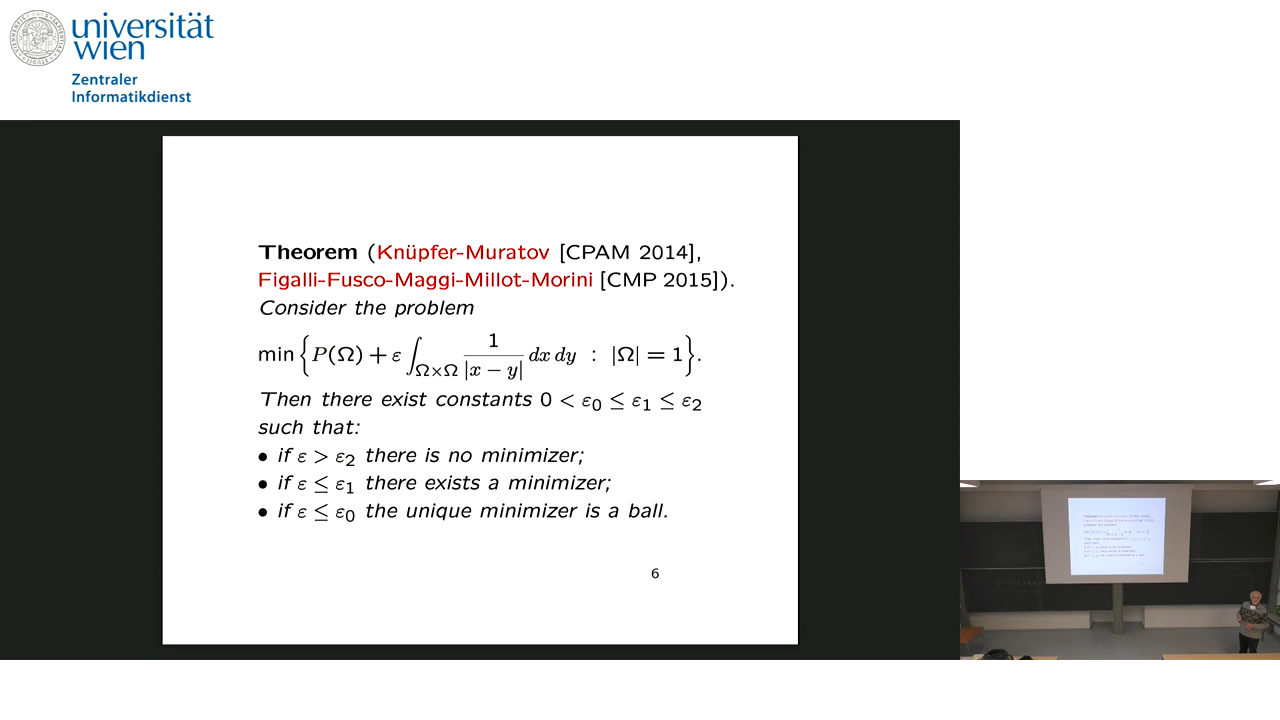 universität
wien
Zentraler
Informatikdienst
Theorem (Knüpfer-Muratov [CPAM 2014],
Figalli-Fusco-Maggi-Millot-Morini [CMP 2015]).
Consider the problem
min{P(Ω) + ε ∫_{Ω×Ω} 1/|x − y| dx dy : |Ω| = 1}.
Then there exist constants 0 < ε₀ ≤ ε₁ ≤ ε₂
such that:
• if ε > ε₂ there is no minimizer;
• if ε ≤ ε₁ there exists a minimizer;
• if ε ≤ ε₀ the unique minimizer is a ball.
6